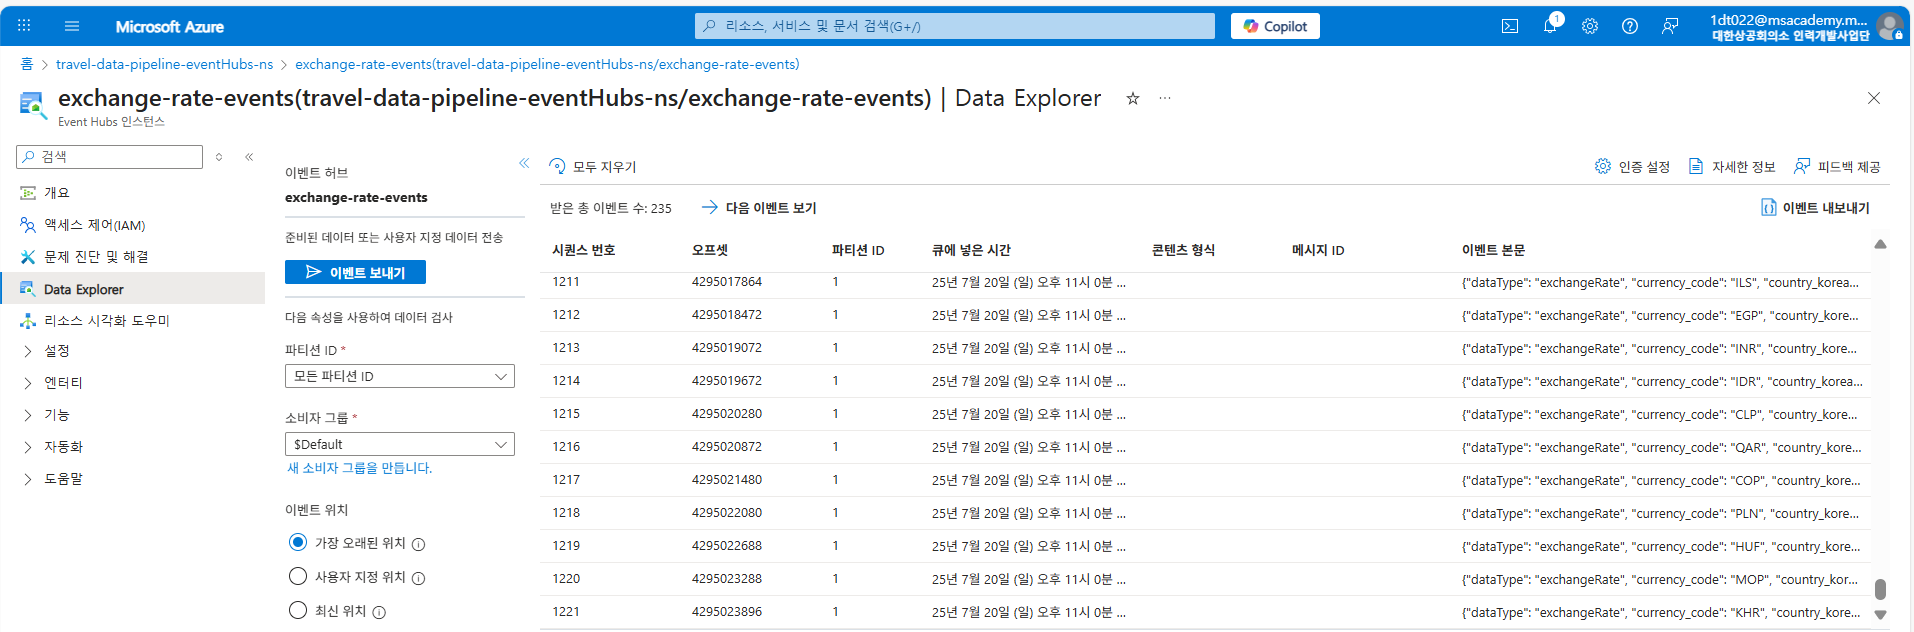 Microsoft Azure
리소스, 서비스 및 문서 검색(G+/)
Copilot
1
1dt022@msacademy.m...
대한상공회의소 인력개발사업단
홈 > travel-data-pipeline-eventHubs-ns > exchange-rate-events(travel-data-pipeline-eventHubs-ns/exchange-rate-events)
exchange-rate-events(travel-data-pipeline-eventHubs-ns/exchange-rate-events) | Data Explorer
Event Hubs 인스턴스
검색
개요
액세스 제어(IAM)
문제 진단 및 해결
Data Explorer
리소스 시각화 도우미
설정
엔터티
기능
자동화
도움말
이벤트 허브
exchange-rate-events
준비된 데이터 또는 사용자 지정 데이터 전송
이벤트 보내기
다음 속성을 사용하여 데이터 검사
파티션 ID *
모든 파티션 ID
소비자 그룹 *
$Default
새 소비자 그룹을 만듭니다.
이벤트 위치
가장 오래된 위치
사용자 지정 위치
최신 위치
모두 지우기
인증 설정 자세한 정보 피드백 제공
받은 총 이벤트 수: 235 다음 이벤트 보기 이벤트 내보내기
시퀀스 번호 오프셋 파티션 ID 큐에 넣은 시간 콘텐츠 형식 메시지 ID 이벤트 본문
1211 4295017864 1 25년 7월 20일 (일) 오후 11시 0분 ... {"dataType": "exchangeRate", "currency_code": "ILS", "country_korea...
1212 4295018472 1 25년 7월 20일 (일) 오후 11시 0분 ... {"dataType": "exchangeRate", "currency_code": "EGP", "country_kore...
1213 4295019072 1 25년 7월 20일 (일) 오후 11시 0분 ... {"dataType": "exchangeRate", "currency_code": "INR", "country_kore...
1214 4295019672 1 25년 7월 20일 (일) 오후 11시 0분 ... {"dataType": "exchangeRate", "currency_code": "IDR", "country_korea...
1215 4295020280 1 25년 7월 20일 (일) 오후 11시 0분 ... {"dataType": "exchangeRate", "currency_code": "CLP", "country_kore...
1216 4295020872 1 25년 7월 20일 (일) 오후 11시 0분 ... {"dataType": "exchangeRate", "currency_code": "QAR", "country_kore...
1217 4295021480 1 25년 7월 20일 (일) 오후 11시 0분 ... {"dataType": "exchangeRate", "currency_code": "COP", "country_kore...
1218 4295022080 1 25년 7월 20일 (일) 오후 11시 0분 ... {"dataType": "exchangeRate", "currency_code": "PLN", "country_kore...
1219 4295022688 1 25년 7월 20일 (일) 오후 11시 0분 ... {"dataType": "exchangeRate", "currency_code": "HUF", "country_kore...
1220 4295023288 1 25년 7월 20일 (일) 오후 11시 0분 ... {"dataType": "exchangeRate", "currency_code": "MOP", "country_kor...
1221 4295023896 1 25년 7월 20일 (일) 오후 11시 0분 ... {"dataType": "exchangeRate", "currency_code": "KHR", "country_kore...